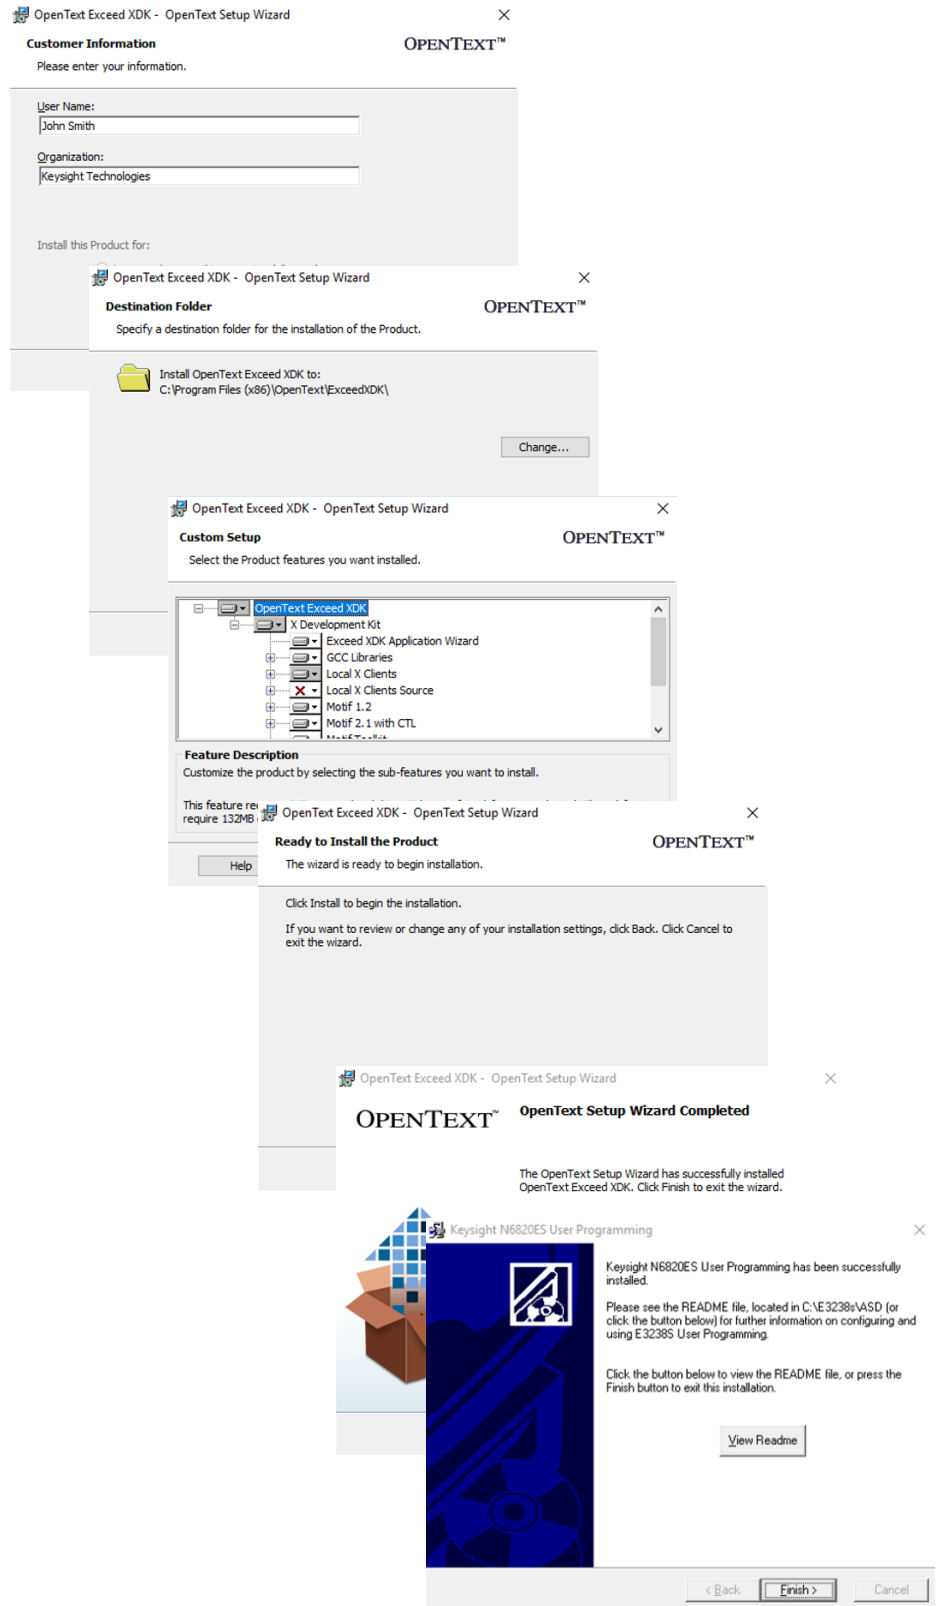 OpenText Exceed XDK - OpenText Setup Wizard
Customer Information
OPENTEXT™
Please enter your information.
User Name:
John Smith
Organization:
Keysight Technologies
Install this Product for:
OpenText Exceed XDK - OpenText Setup Wizard
Destination Folder
OPENTEXT™
Specify a destination folder for the installation of the Product.
Install OpenText Exceed XDK to:
C:\Program Files (x86)\OpenText\ExceedXDK\
Change...
OpenText Exceed XDK - OpenText Setup Wizard
Custom Setup
OPENTEXT™
Select the Product features you want installed.
OpenText Exceed XDK
X Development Kit
Exceed XDK Application Wizard
GCC Libraries
Local X Clients
Local X Clients Source
Motif 1.2
Motif 2.1 with CTL
Motif Toolkit
Feature Description
Customize the product by selecting the sub-features you want to install.
This feature
require 132MB
Help
OpenText Exceed XDK - OpenText Setup Wizard
Ready to Install the Product
OPENTEXT™
The wizard is ready to begin installation.
Click Install to begin the installation.
If you want to review or change any of your installation settings, click Back. Click Cancel to
exit the wizard.
OpenText Exceed XDK - OpenText Setup Wizard
OPENTEXT™
OpenText Setup Wizard Completed
The OpenText Setup Wizard has successfully installed
OpenText Exceed XDK. Click Finish to exit the wizard.
Keysight N6820ES User Programming
Keysight N6820ES User Programming has been successfully
installed.
Please see the README file, located in C:\E3238s\ASD (or
click the button below) for further information on configuring and
using E3238S User Programming.
Click the button below to view the README file, or press the
Finish button to exit this installation.
View Readme
< Back
Finish >
Cancel